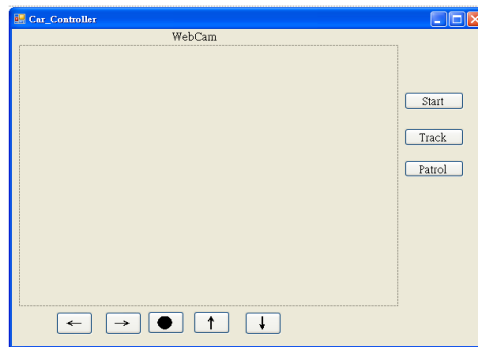 Car_Controller
WebCam
Start
Track
Patrol
← → ● ↑ ↓